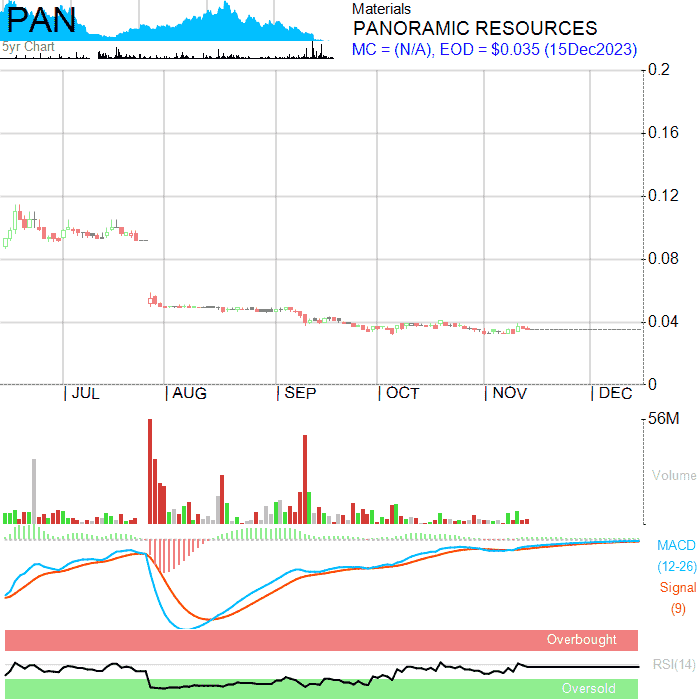 PAN
5yr Chart
Materials
PANORAMIC RESOURCES
MC = (N/A), EOD = $0.035 (15Dec2023)
0.2
0.16
0.12
0.08
0.04
0
| JUL | AUG | SEP | OCT | NOV | DEC
56M
Volume
MACD
(12-26)
Signal
(9)
Overbought
RSI(14)
Oversold